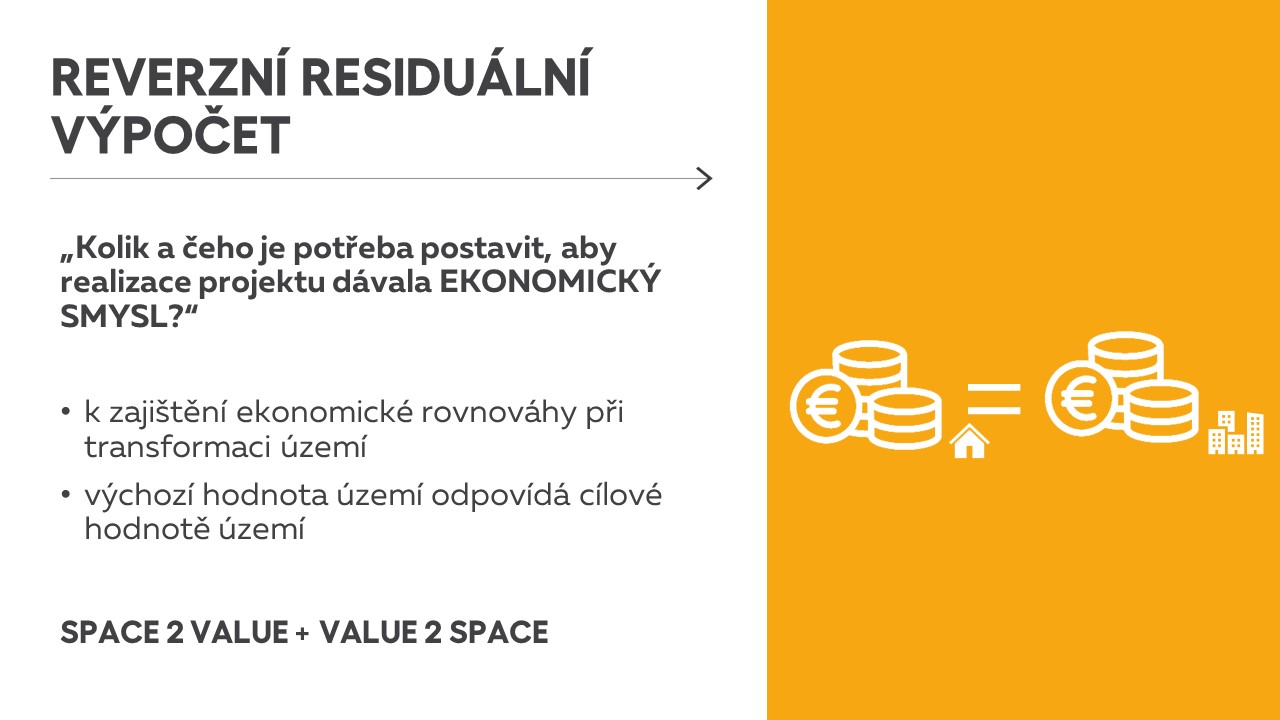 REVERZNÍ RESIDUÁLNÍ
VÝPOČET
„Kolik a čeho je potřeba postavit, aby
realizace projektu dávala EKONOMICKÝ
SMYSL?“
• k zajištění ekonomické rovnováhy při
transformaci území
• výchozí hodnota území odpovídá cílové
hodnotě území
SPACE 2 VALUE + VALUE 2 SPACE
€ = €